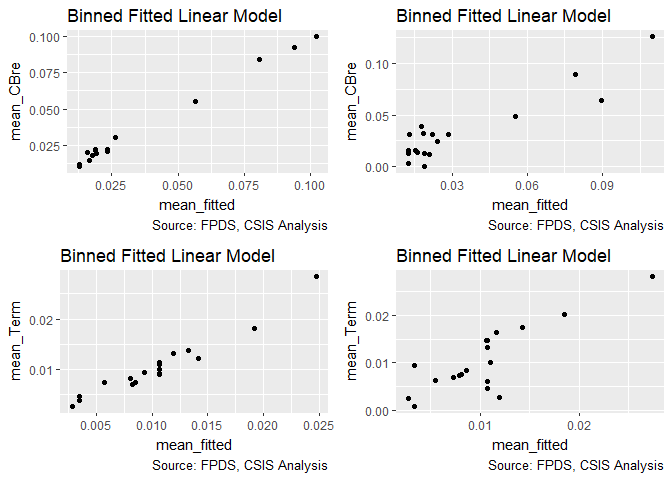 Binned Fitted Linear Model
mean_CBre
0.100
0.075
0.050
0.025
0.025
0.050
0.075
0.100
mean_fitted
Source: FPDS, CSIS Analysis
Binned Fitted Linear Model
mean_CBre
0.10
0.05
0.00
0.03
0.06
0.09
mean_fitted
Source: FPDS, CSIS Analysis
Binned Fitted Linear Model
mean_Term
0.02
0.01
0.005
0.010
0.015
0.020
0.025
mean_fitted
Source: FPDS, CSIS Analysis
Binned Fitted Linear Model
mean_Term
0.03
0.02
0.01
0.00
0.01
0.02
mean_fitted
Source: FPDS, CSIS Analysis